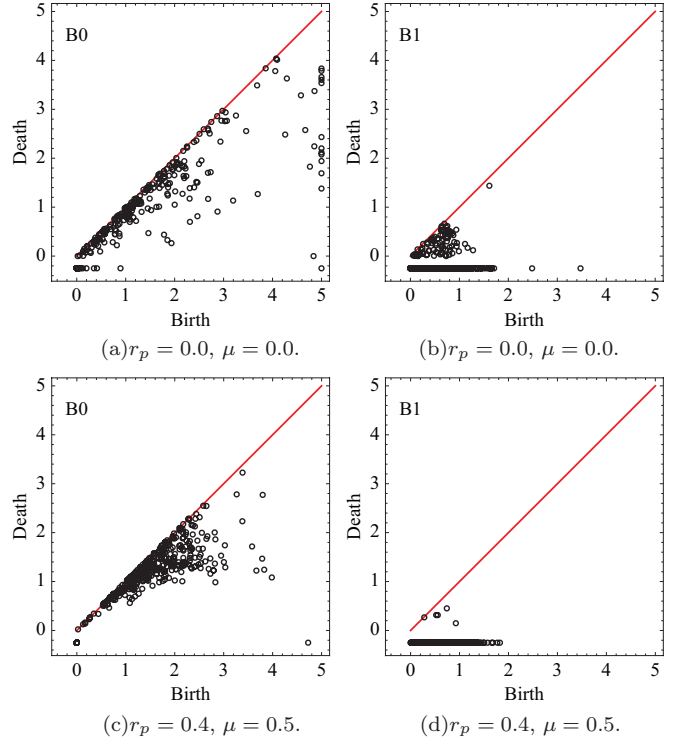 5
4
3
2
1
0
Death
B0
0 1 2 3 4 5
Birth
(a)r_p = 0.0, μ = 0.0.
5
4
3
2
1
0
Death
B1
0 1 2 3 4 5
Birth
(b)r_p = 0.0, μ = 0.0.
5
4
3
2
1
0
Death
B0
0 1 2 3 4 5
Birth
(c)r_p = 0.4, μ = 0.5.
5
4
3
2
1
0
Death
B1
0 1 2 3 4 5
Birth
(d)r_p = 0.4, μ = 0.5.